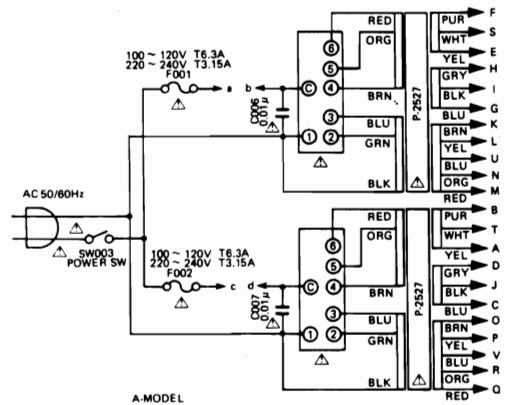 RED
ORG
BRN
BLU
GRN
BLK
6
5
C
4
3
1
2
P-2527
PUR
WHT
YEL
GRY
BLK
BLU
BRN
YEL
BLU
ORG
RED
F
S
E
H
I
G
K
L
U
N
M
100 ~ 120V T6.3A
220 ~ 240V T3.15A
F001
a
b
C006
0.01μ
AC 50/60Hz
SW003
POWER SW
100 ~ 120V T6.3A
220 ~ 240V T3.15A
F002
c
d
C007
0.01μ
RED
ORG
BRN
BLU
GRN
BLK
6
5
C
4
3
1
2
P-2527
PUR
WHT
YEL
GRY
BLK
BLU
BRN
YEL
BLU
ORG
RED
B
T
A
D
J
C
O
P
V
R
Q
A-MODEL